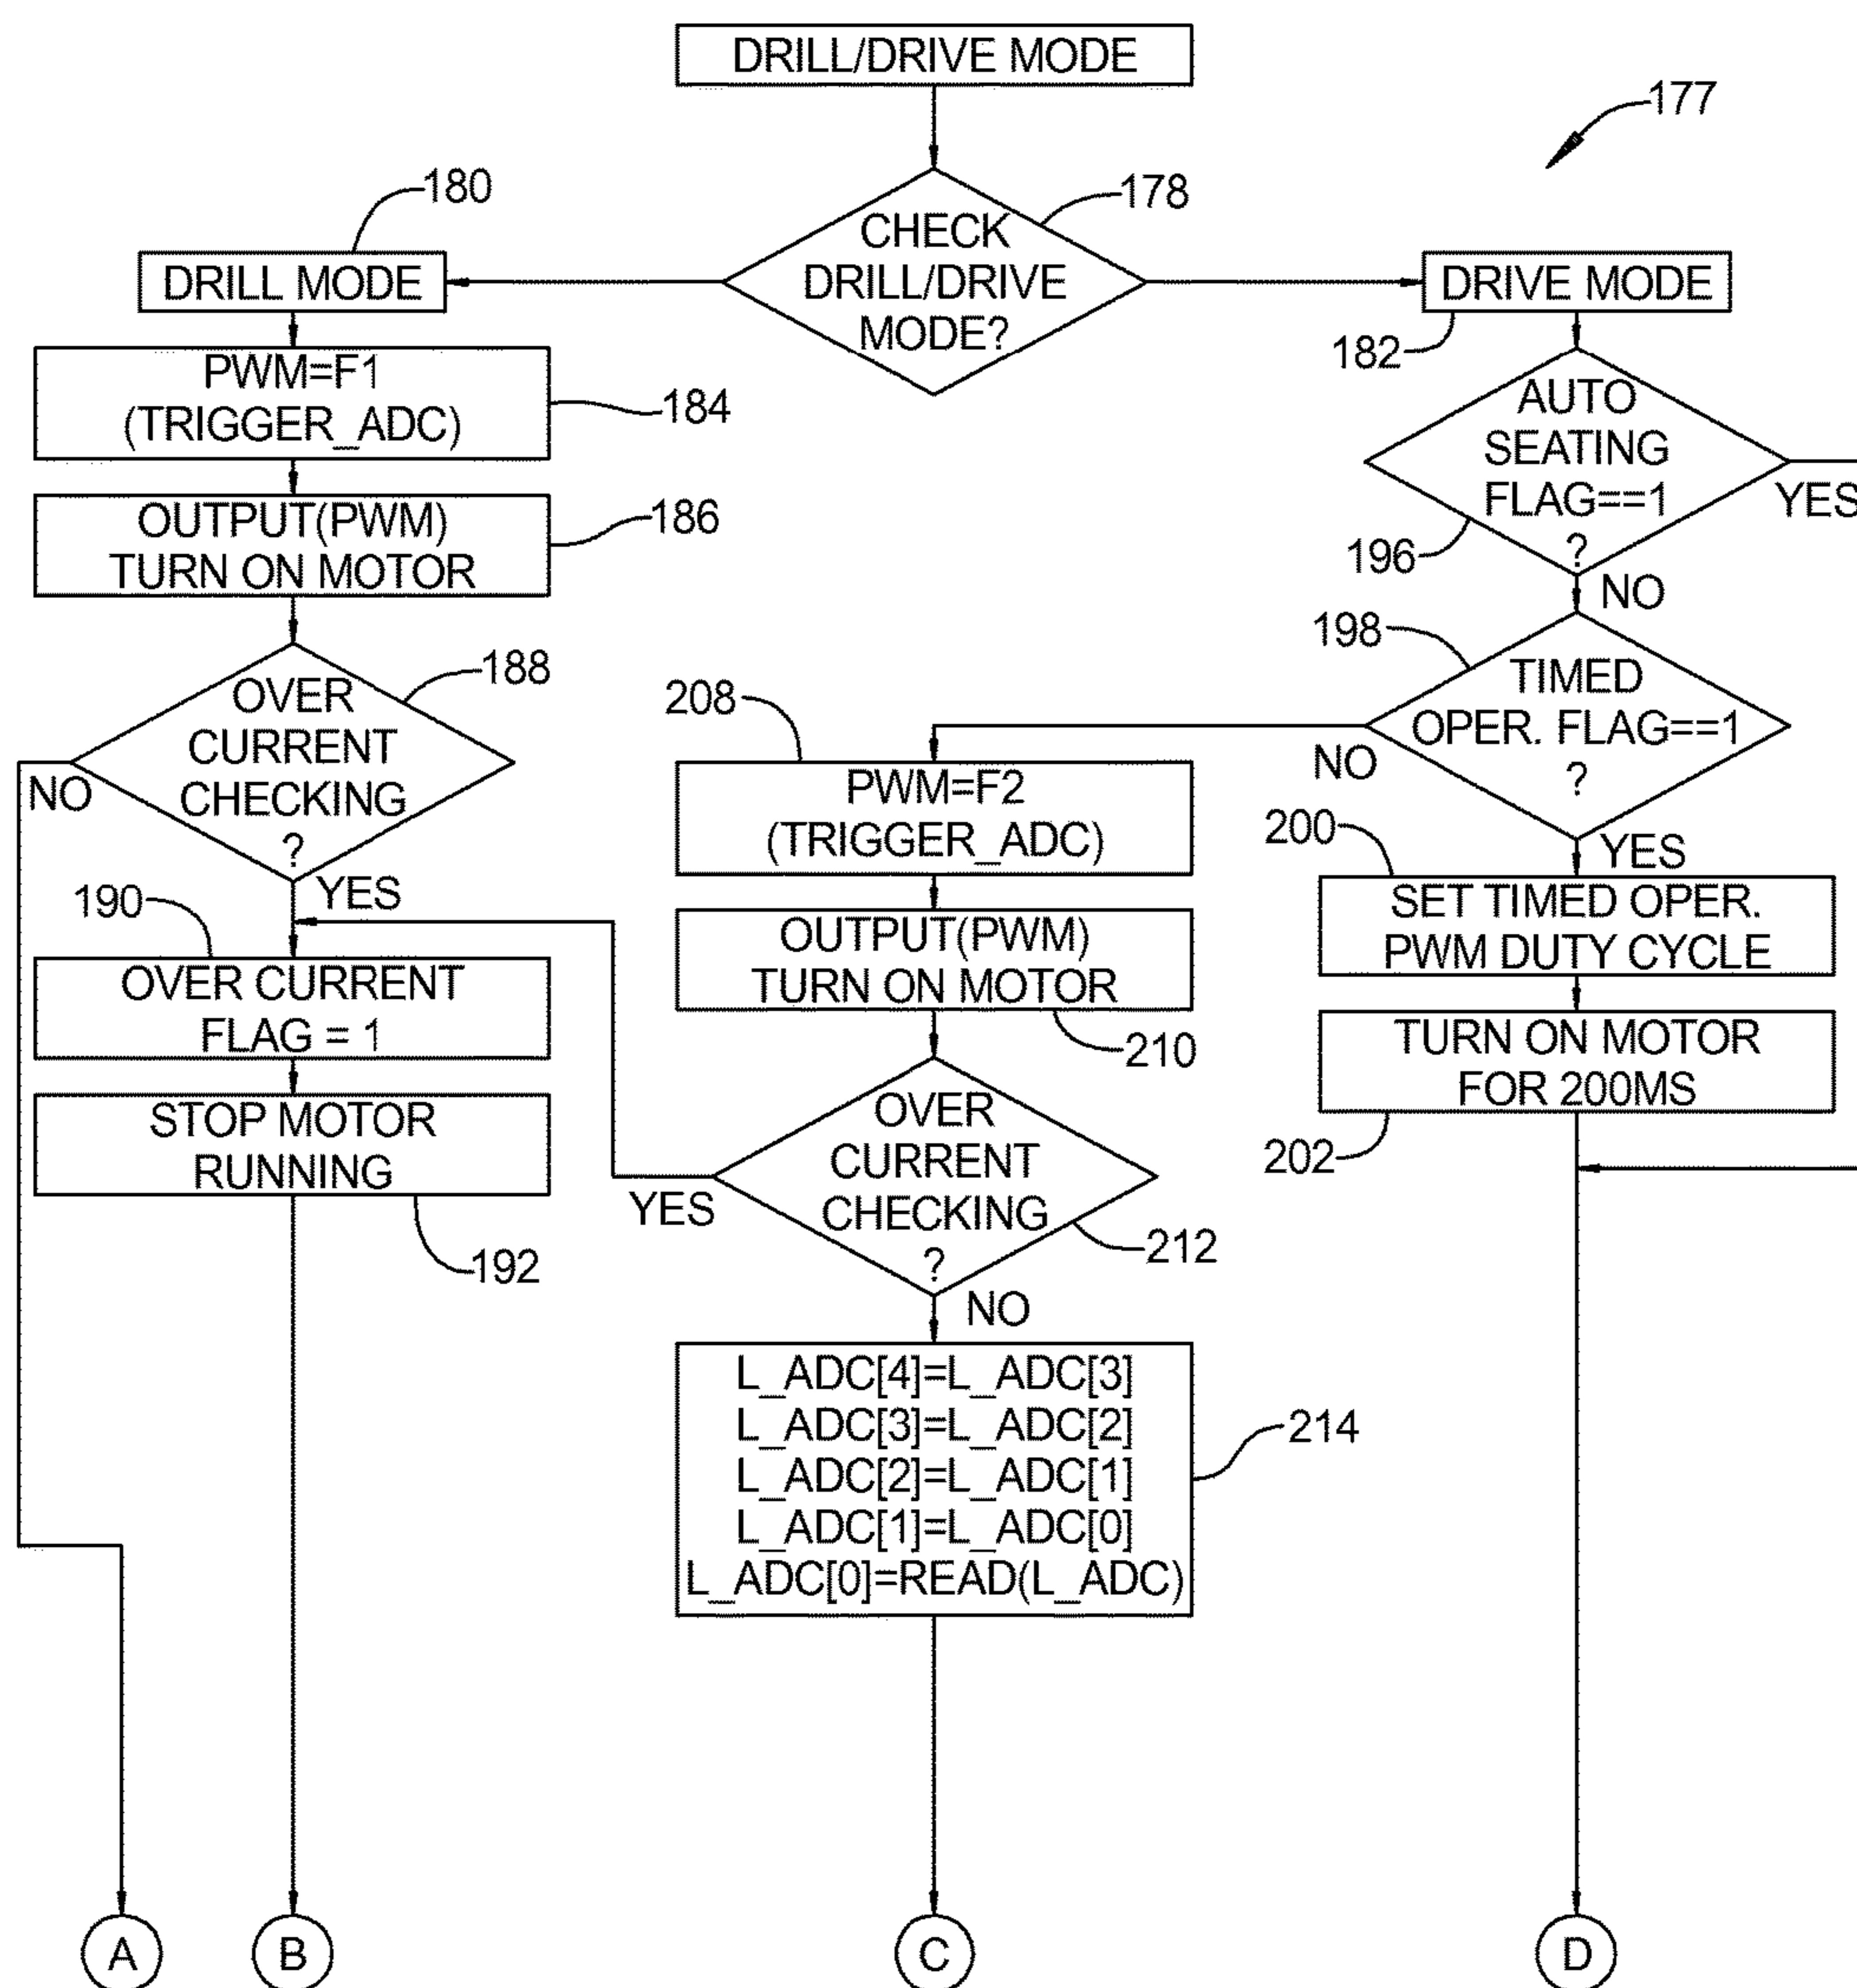 DRILL/DRIVE MODE
177
178
CHECK
DRILL/DRIVE
MODE?
180
DRILL MODE
DRIVE MODE
182
PWM=F1
(TRIGGER_ADC)
184
OUTPUT(PWM)
TURN ON MOTOR
186
AUTO
SEATING
FLAG==1
?
YES
196
NO
188
OVER
CURRENT
CHECKING
?
NO
YES
198
TIMED
OPER. FLAG==1
?
NO
YES
208
PWM=F2
(TRIGGER_ADC)
200
SET TIMED OPER.
PWM DUTY CYCLE
190
OVER CURRENT
FLAG = 1
OUTPUT(PWM)
TURN ON MOTOR
210
TURN ON MOTOR
FOR 200MS
202
STOP MOTOR
RUNNING
192
OVER
CURRENT
CHECKING
?
YES
212
NO
L_ADC[4]=L_ADC[3]
L_ADC[3]=L_ADC[2]
L_ADC[2]=L_ADC[1]
L_ADC[1]=L_ADC[0]
L_ADC[0]=READ(L_ADC)
214
A
B
C
D